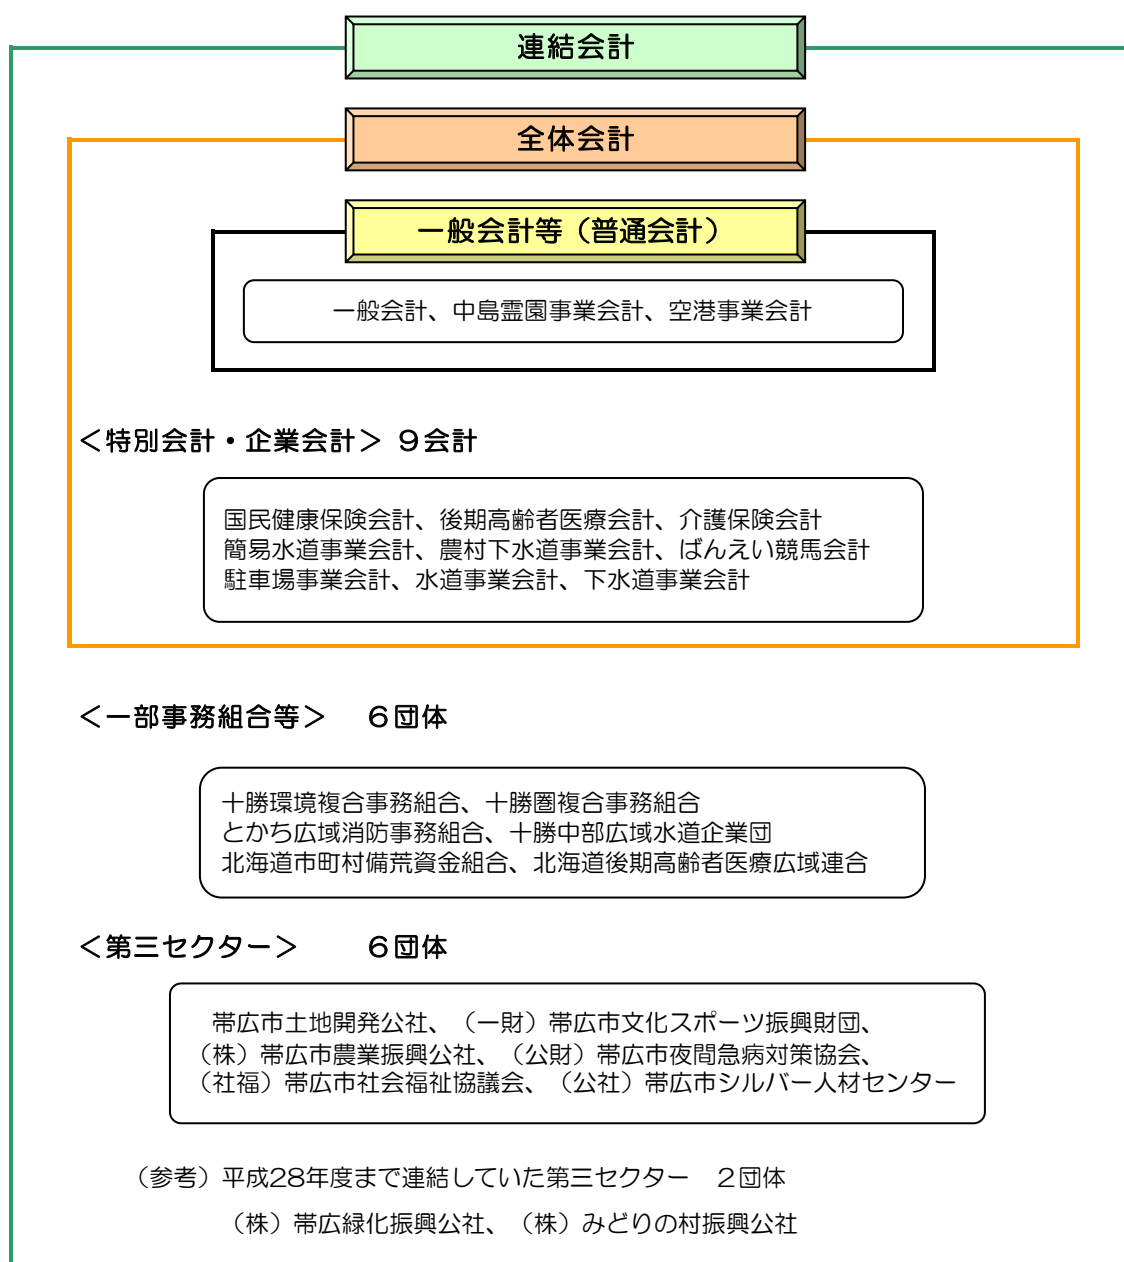 連結会計
全体会計
一般会計等（普通会計）
一般会計、中島霊園事業会計、空港事業会計
＜特別会計・企業会計＞ ９会計
国民健康保険会計、後期高齢者医療会計、介護保険会計
簡易水道事業会計、農村下水道事業会計、ばんえい競馬会計
駐車場事業会計、水道事業会計、下水道事業会計
＜一部事務組合等＞　６団体
十勝環境複合事務組合、十勝圏複合事務組合
とかち広域消防事務組合、十勝中部広域水道企業団
北海道市町村備荒資金組合、北海道後期高齢者医療広域連合
＜第三セクター＞　　６団体
帯広市土地開発公社、（一財）帯広市文化スポーツ振興財団、
（株）帯広市農業振興公社、（公財）帯広市夜間急病対策協会、
（社福）帯広市社会福祉協議会、（公社）帯広市シルバー人材センター
（参考）平成28年度まで連結していた第三セクター　２団体
（株）帯広緑化振興公社、（株）みどりの村振興公社